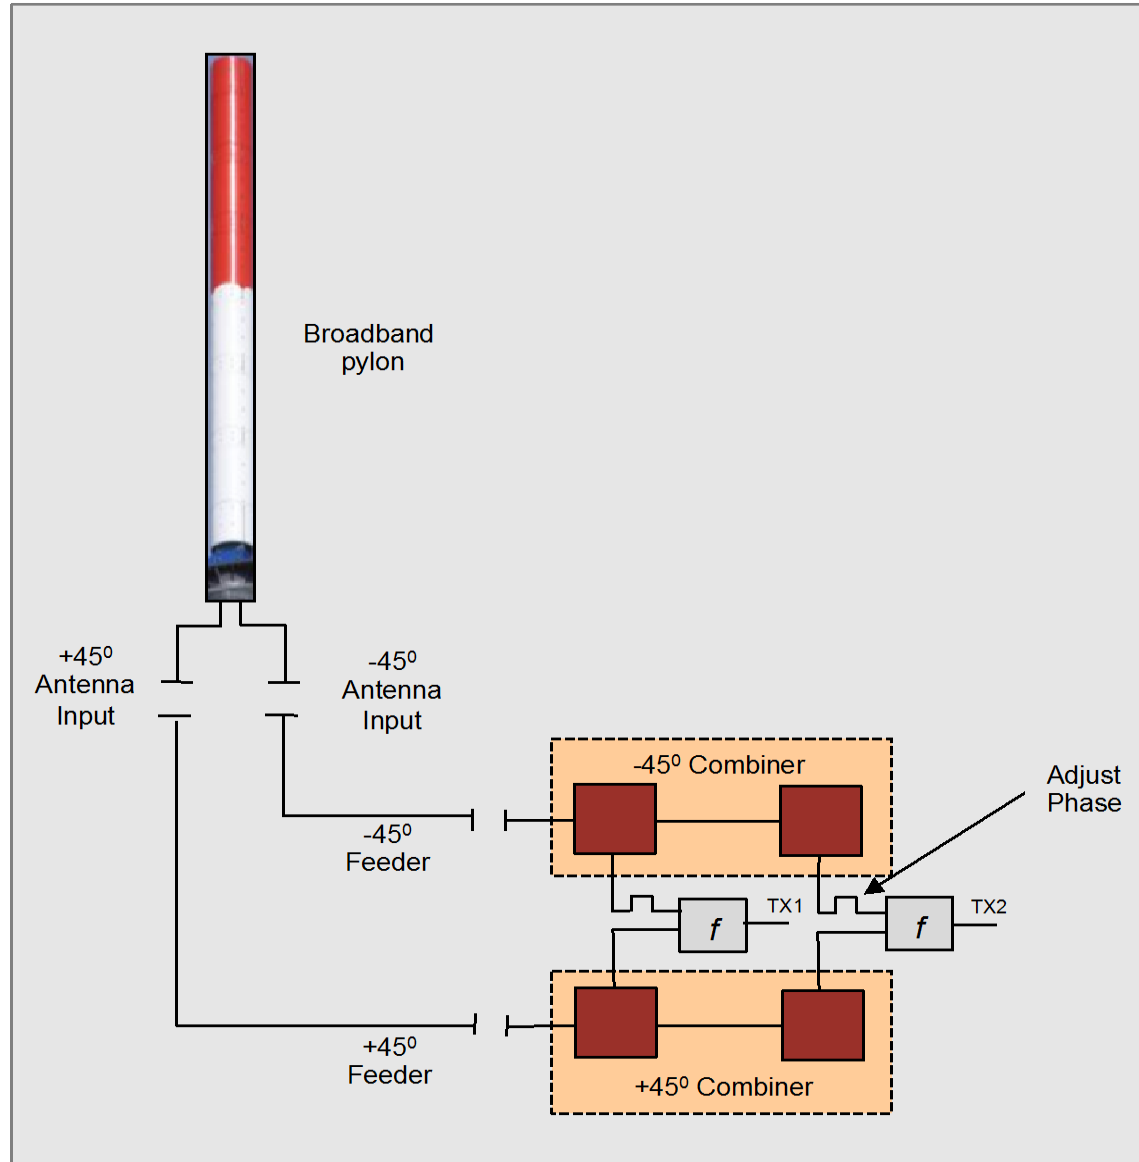 Broadband
pylon
+45⁰
Antenna
Input
-45⁰
Antenna
Input
-45⁰ Combiner
Adjust
Phase
-45⁰
Feeder
TX1
TX2
f
f
+45⁰
Feeder
+45⁰ Combiner